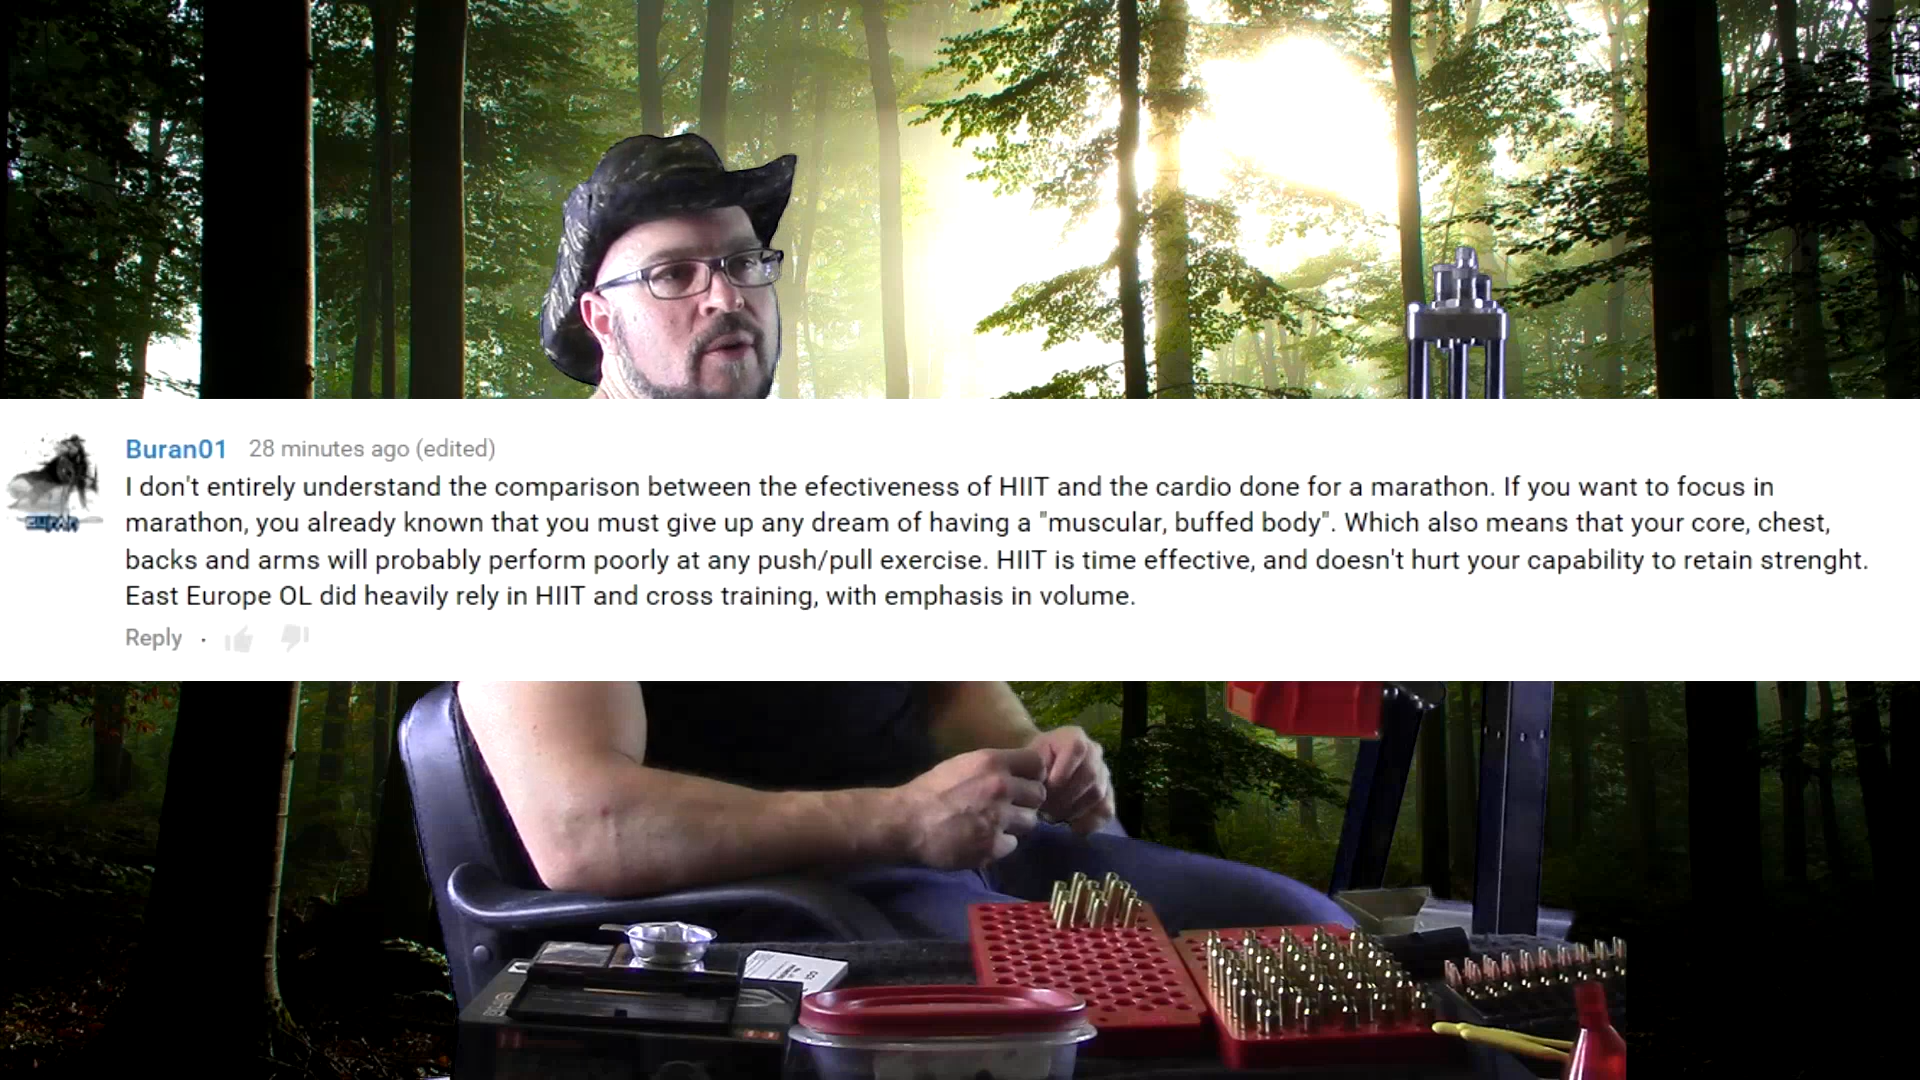 Buran01 28 minutes ago (edited)
I don't entirely understand the comparison between the efectiveness of HIIT and the cardio done for a marathon. If you want to focus in
marathon, you already known that you must give up any dream of having a "muscular, buffed body". Which also means that your core, chest,
backs and arms will probably perform poorly at any push/pull exercise. HIIT is time effective, and doesn't hurt your capability to retain strenght.
East Europe OL did heavily rely in HIIT and cross training, with emphasis in volume.
Reply ·